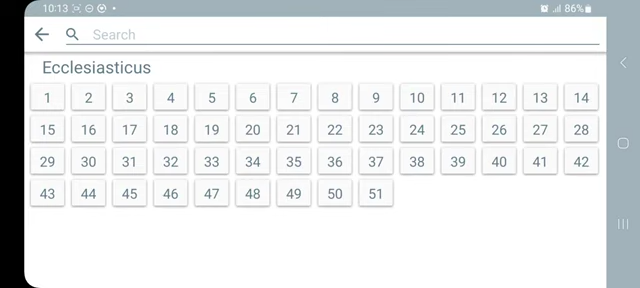 10:13 86%
Search
Ecclesiasticus
1 2 3 4 5 6 7 8 9 10 11 12 13 14
15 16 17 18 19 20 21 22 23 24 25 26 27 28
29 30 31 32 33 34 35 36 37 38 39 40 41 42
43 44 45 46 47 48 49 50 51